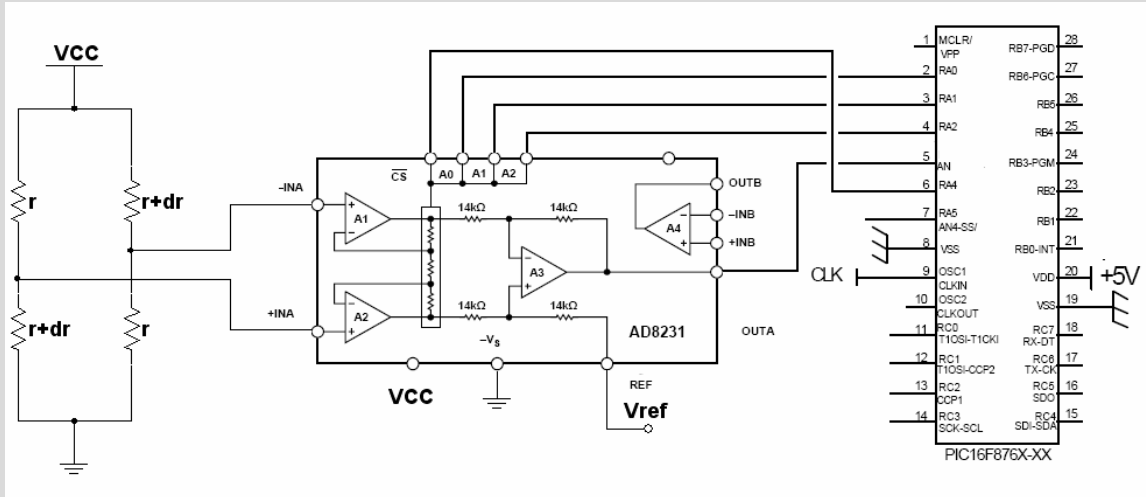 VCC
r
r+dr
r+dr
r
–INA
+INA
CS
A0
A1
A2
A1
14kΩ
14kΩ
A3
A2
14kΩ
14kΩ
–VS
A4
OUTB
–INB
+INB
AD8231
OUTA
VCC
REF
Vref
1
MCLR/
VPP
2
RA0
3
RA1
4
RA2
5
AN
6
RA4
7
RA5
AN4-SS/
8
VSS
CLK
9
OSC1
CLKIN
10
OSC2
CLKOUT
11
RC0
T1OSI-T1CKI
12
RC1
T1OSI-CCP2
13
RC2
CCP1
14
RC3
SCK-SCL
RB7-PGD
28
RB6-PGC
27
RB5
26
RB4
25
RB3-PGM
24
RB2
23
RB1
22
RB0-INT
21
VDD
20
+5V
VSS
19
RC7
RX-DT
18
RC6
TX-CK
17
RC5
SDO
16
RC4
SDI-SDA
15
PIC16F876X-XX